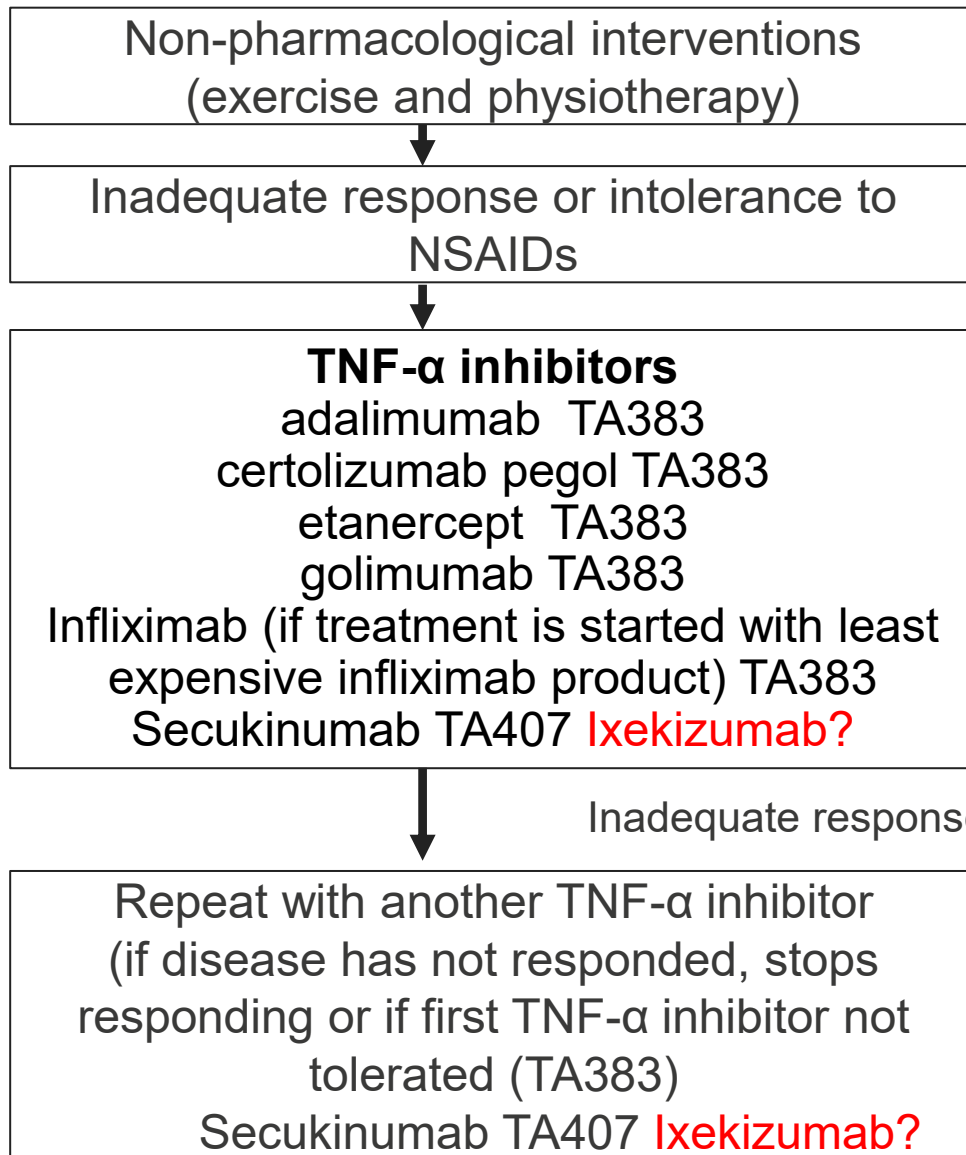 Non-pharmacological interventions
(exercise and physiotherapy)
Inadequate response or intolerance to
NSAIDs
TNF-α inhibitors
adalimumab TA383
certolizumab pegol TA383
etanercept TA383
golimumab TA383
Infliximab (if treatment is started with least
expensive infliximab product) TA383
Secukinumab TA407 Ixekizumab?
Inadequate respons
Repeat with another TNF-α inhibitor
(if disease has not responded, stops
responding or if first TNF-α inhibitor not
tolerated (TA383)
Secukinumab TA407 Ixekizumab?